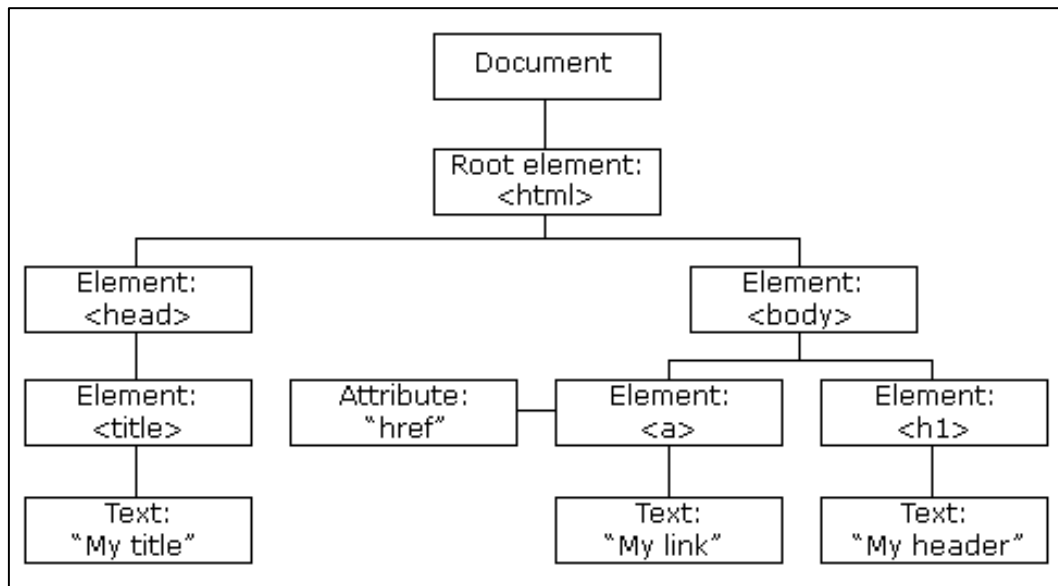 Document
Root element:
<html>
Element:
<head>
Element:
<body>
Element:
<title>
Attribute:
“href”
Element:
<a>
Element:
<h1>
Text:
“My title”
Text:
“My link”
Text:
“My header”